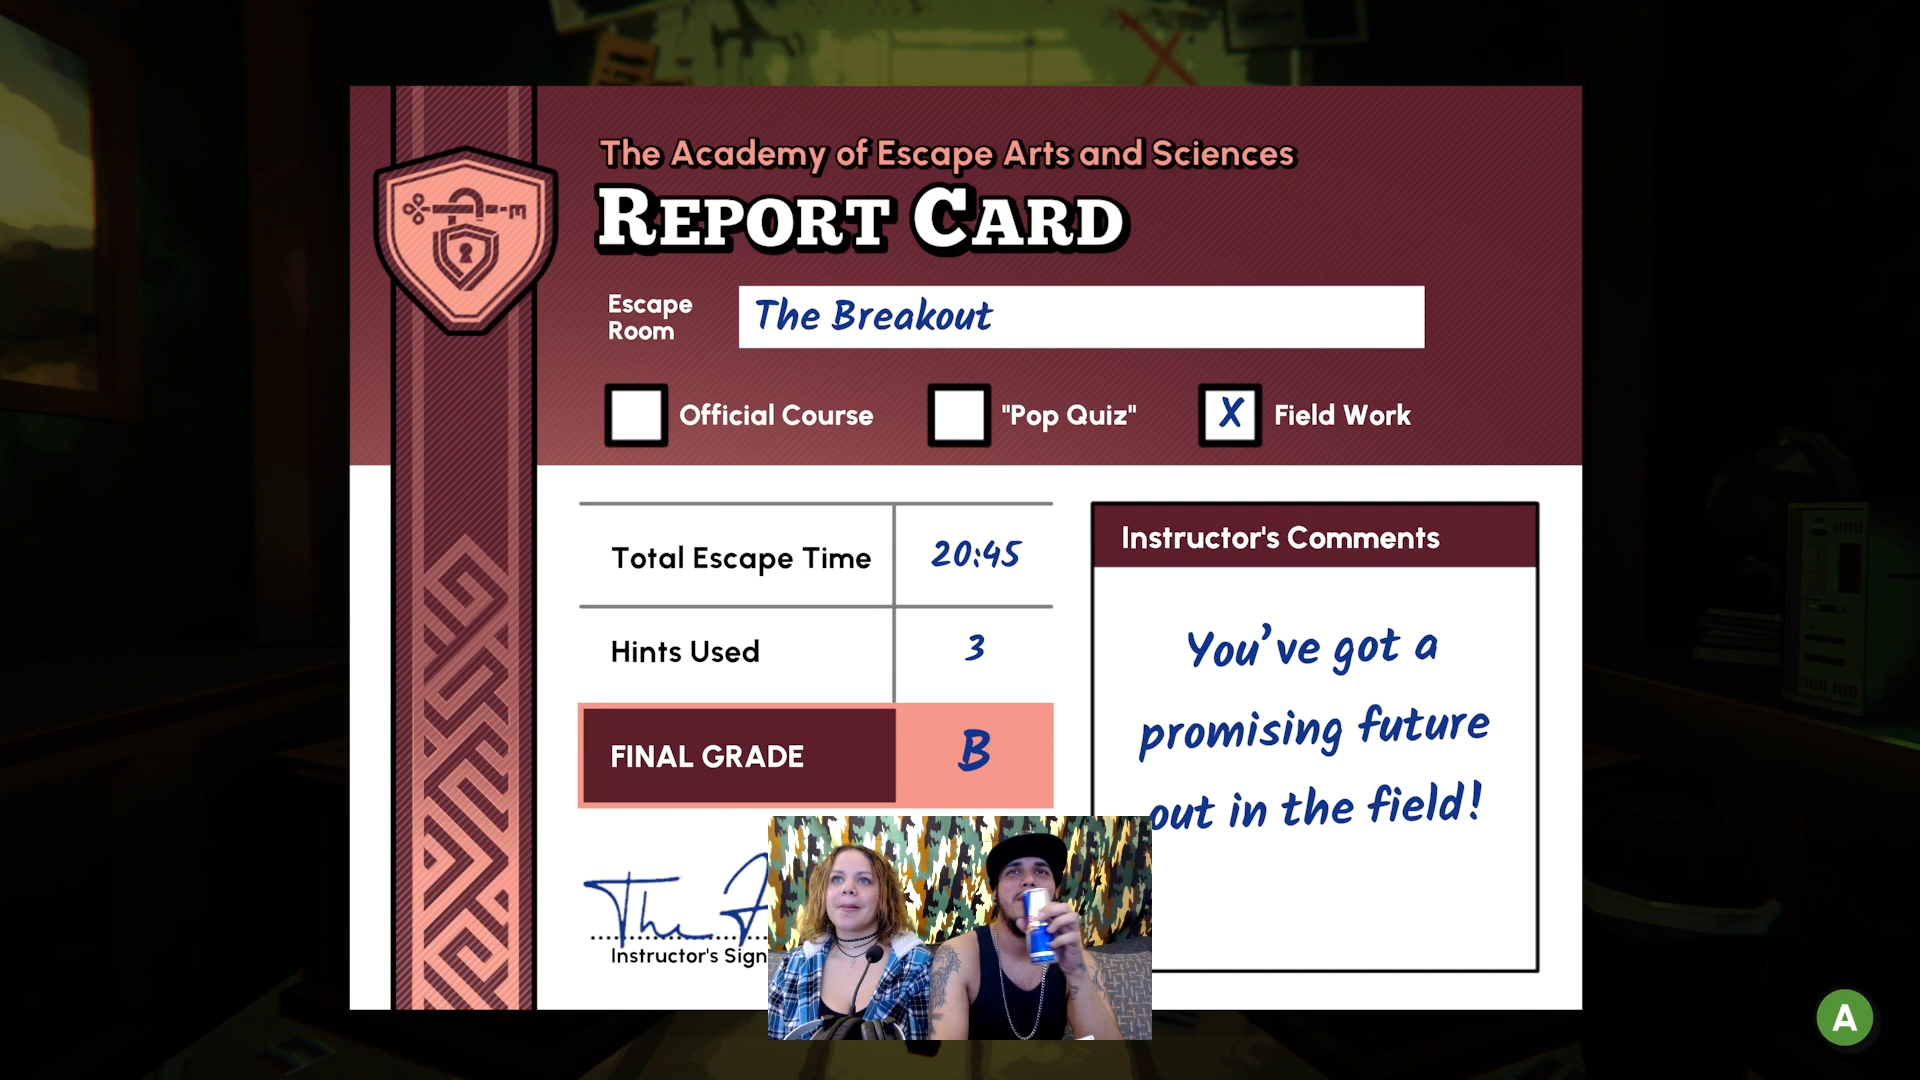 The Academy of Escape Arts and Sciences
REPORT CARD
Escape
Room
The Breakout
Official Course
"Pop Quiz"
X
Field Work
Total Escape Time
20:45
Hints Used
3
FINAL GRADE
B
Instructor's Comments
You've got a
promising future
out in the field!
The
Instructor's
A